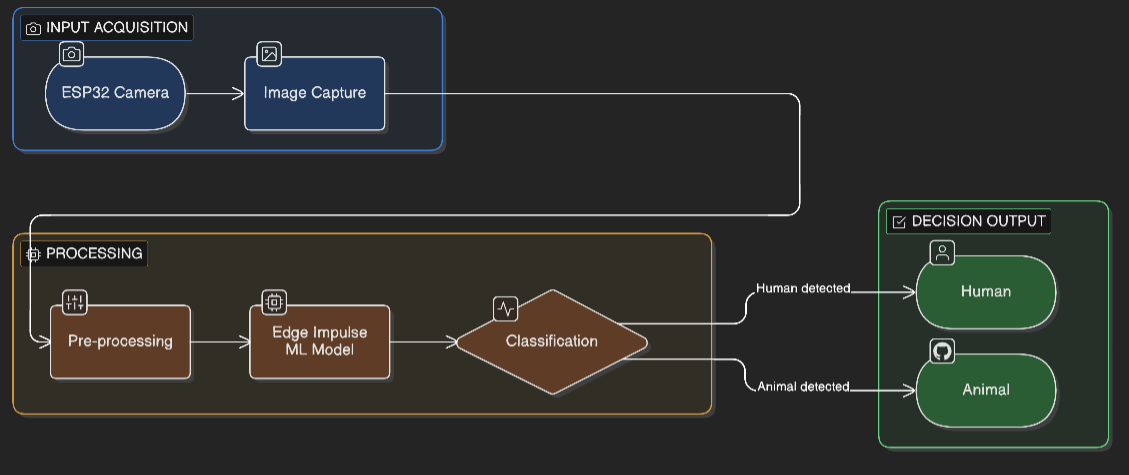 INPUT ACQUISITION
ESP32 Camera
Image Capture
PROCESSING
Pre-processing
Edge Impulse
ML Model
Classification
Human detected
Animal detected
DECISION OUTPUT
Human
Animal